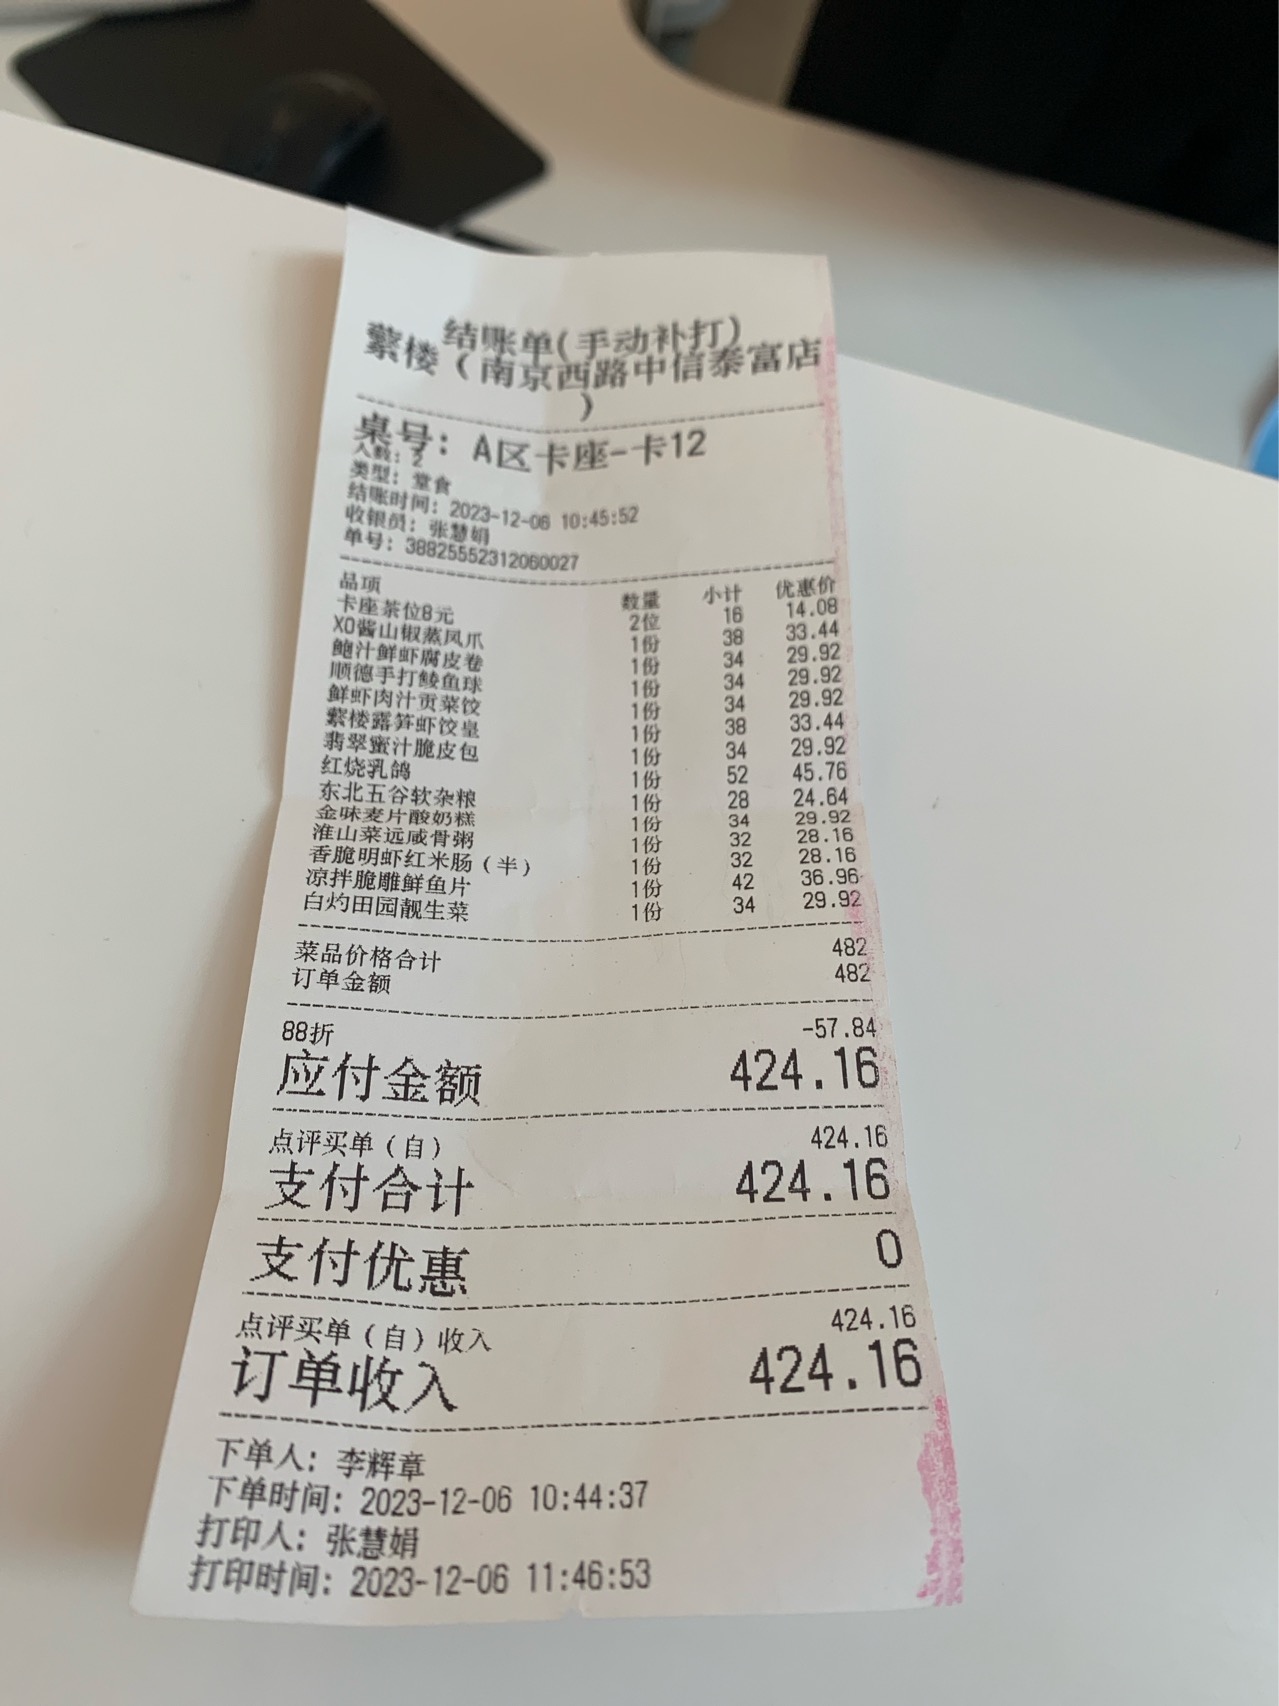 结账单(手动补打)
蘩楼（南京西路中信泰富店
）
桌号：A区卡座-卡12
人数：2
类型：堂食
结账时间：2023-12-06 10:45:52
收银员：张慧娟
单号：38825552312060027
品项 数量 小计 优惠价
卡座茶位8元 2位 16 14.08
XO酱山椒蒸凤爪 1份 38 33.44
鲍汁鲜虾腐皮卷 1份 34 29.92
顺德手打鲮鱼球 1份 34 29.92
鲜虾肉汁贡菜饺 1份 34 29.92
蘩楼露笋虾饺皇 1份 38 33.44
翡翠蜜汁脆皮包 1份 34 29.92
红烧乳鸽 1份 52 45.76
东北五谷软杂粮 1份 28 24.64
金味麦片酸奶糕 1份 34 29.92
淮山菜远咸骨粥 1份 32 28.16
香脆明虾红米肠（半） 1份 32 28.16
凉拌脆雕鲜鱼片 1份 42 36.96
白灼田园靓生菜 1份 34 29.92
菜品价格合计 482
订单金额 482
88折 -57.84
应付金额 424.16
点评买单（自） 424.16
支付合计 424.16
支付优惠 0
点评买单（自）收入 424.16
订单收入 424.16
下单人：李辉章
下单时间：2023-12-06 10:44:37
打印人：张慧娟
打印时间：2023-12-06 11:46:53